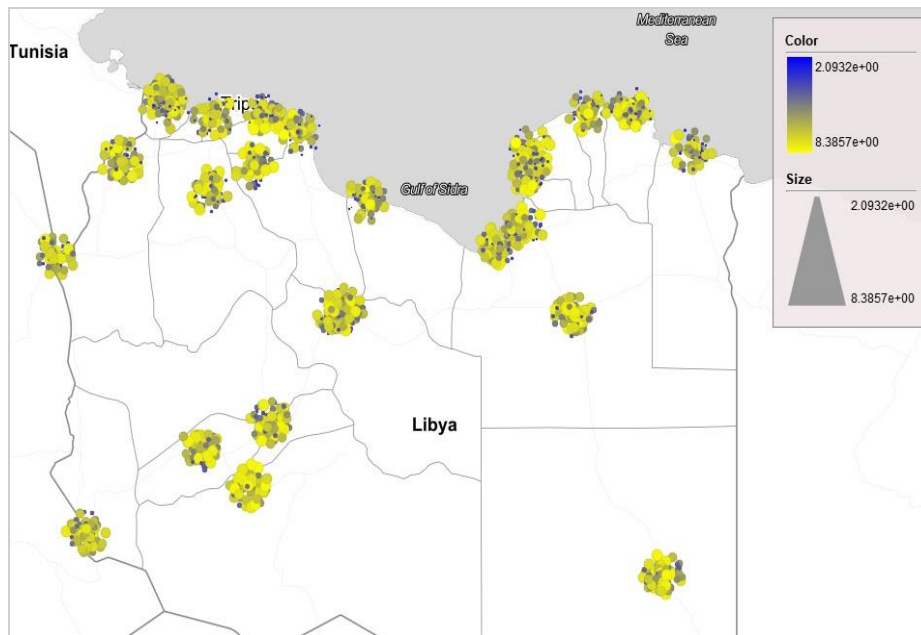 Mediterranean
Sea
Tunisia
Color
2.0932e+00
8.3857e+00
Gulf of Sidra
Size
2.0932e+00
8.3857e+00
Libya